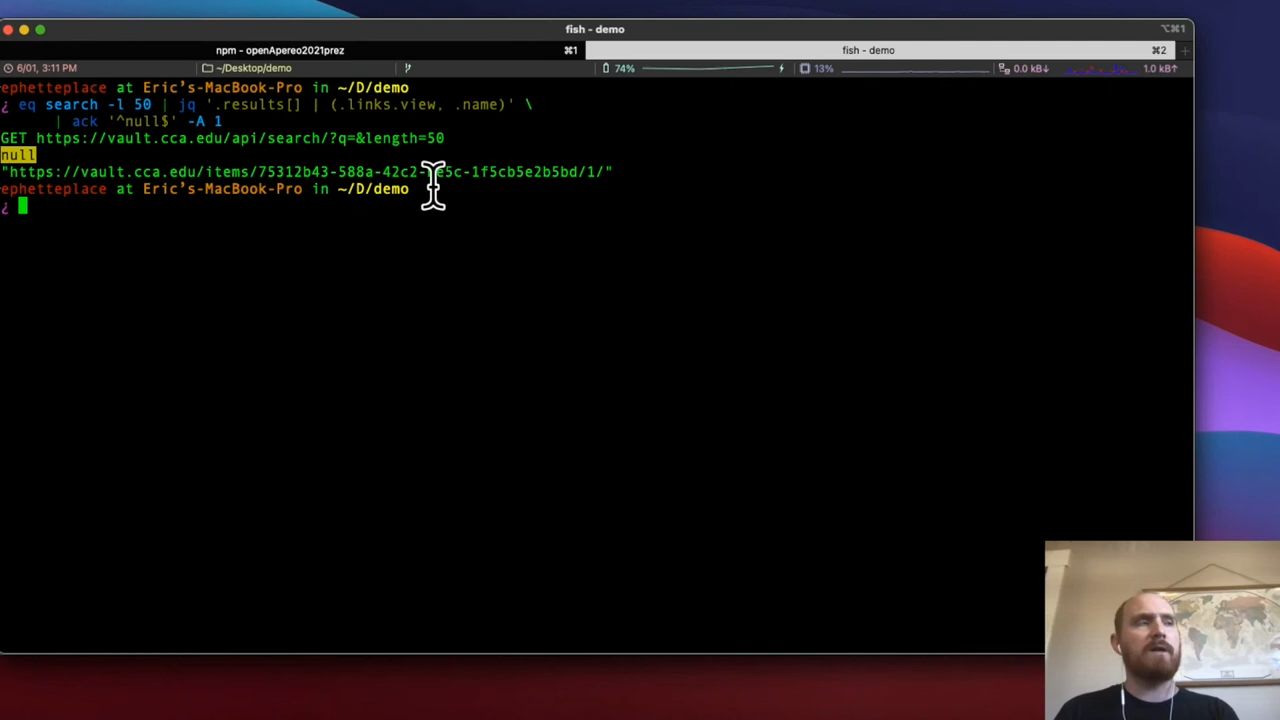 fish - demo
⌥⌘1
npm - openApereo2021prez ⌘1
fish - demo ⌘2
6/01, 3:11 PM
~/Desktop/demo
74%
13%
0.0 kB↓
1.0 kB↑
ephetteplace at Eric's-MacBook-Pro in ~/D/demo
¿ eq search -l 50 | jq '.results[] | (.links.view, .name)' \
| ack '^null$' -A 1
GET https://vault.cca.edu/api/search/?q=&length=50
null
"https://vault.cca.edu/items/75312b43-588a-42c2- e5c-1f5cb5e2b5bd/1/"
ephetteplace at Eric's-MacBook-Pro in ~/D/demo
¿